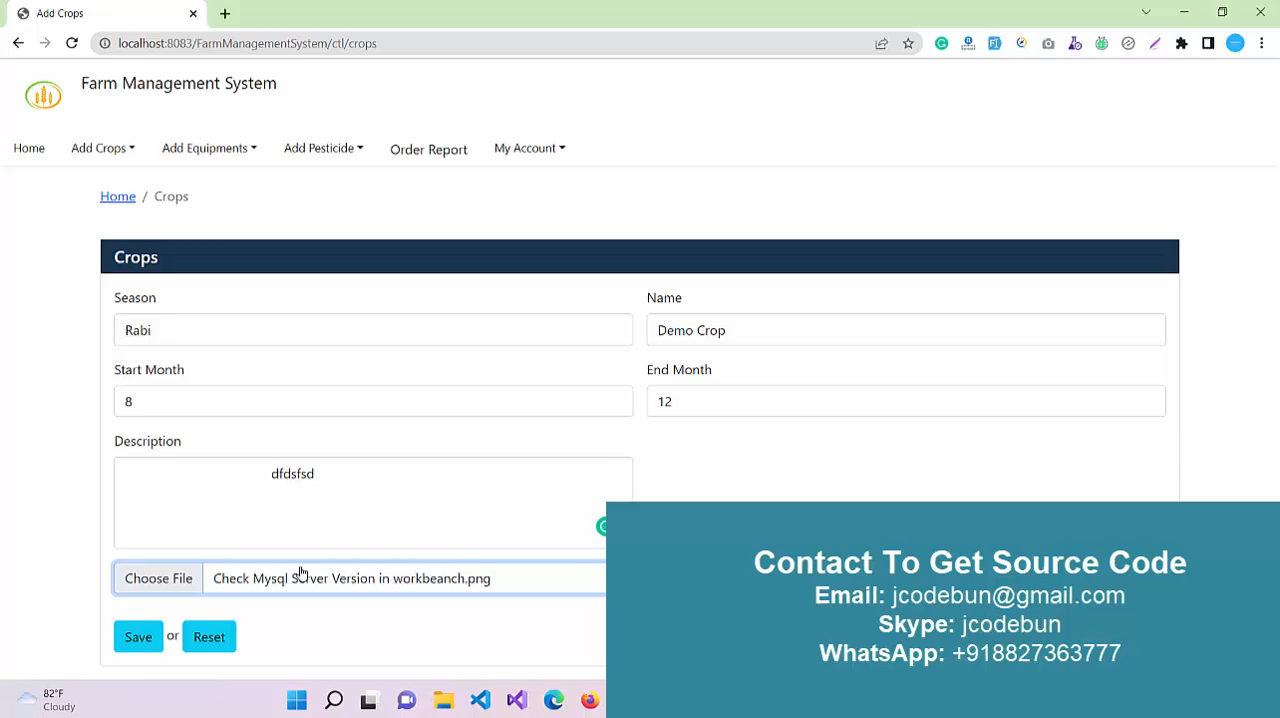 Add Crops
localhost:8083/FarmManagementSystem/ctl/crops
Farm Management System
Home Add Crops Add Equipments Add Pesticide Order Report My Account
Home / Crops
Crops
Season Name
Rabi Demo Crop
Start Month End Month
8 12
Description
dfdsfsd
Choose File Check Mysql Server Version in workbeanch.png
Save or Reset
Contact To Get Source Code
Email: jcodebun@gmail.com
Skype: jcodebun
WhatsApp: +918827363777
82°F
Cloudy